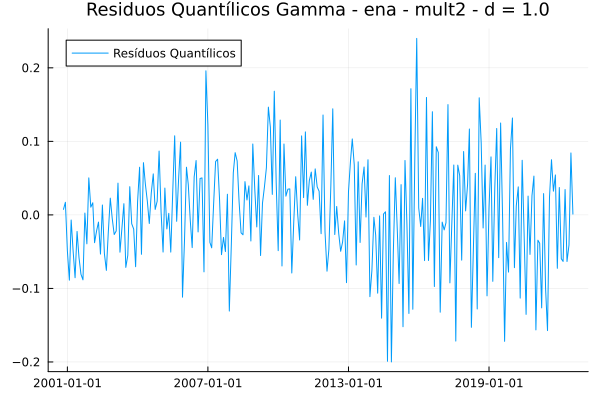 Residuos Quantílicos Gamma - ena - mult2 - d = 1.0
Resíduos Quantílicos
0.2
0.1
0.0
−0.1
−0.2
2001-01-01 2007-01-01 2013-01-01 2019-01-01